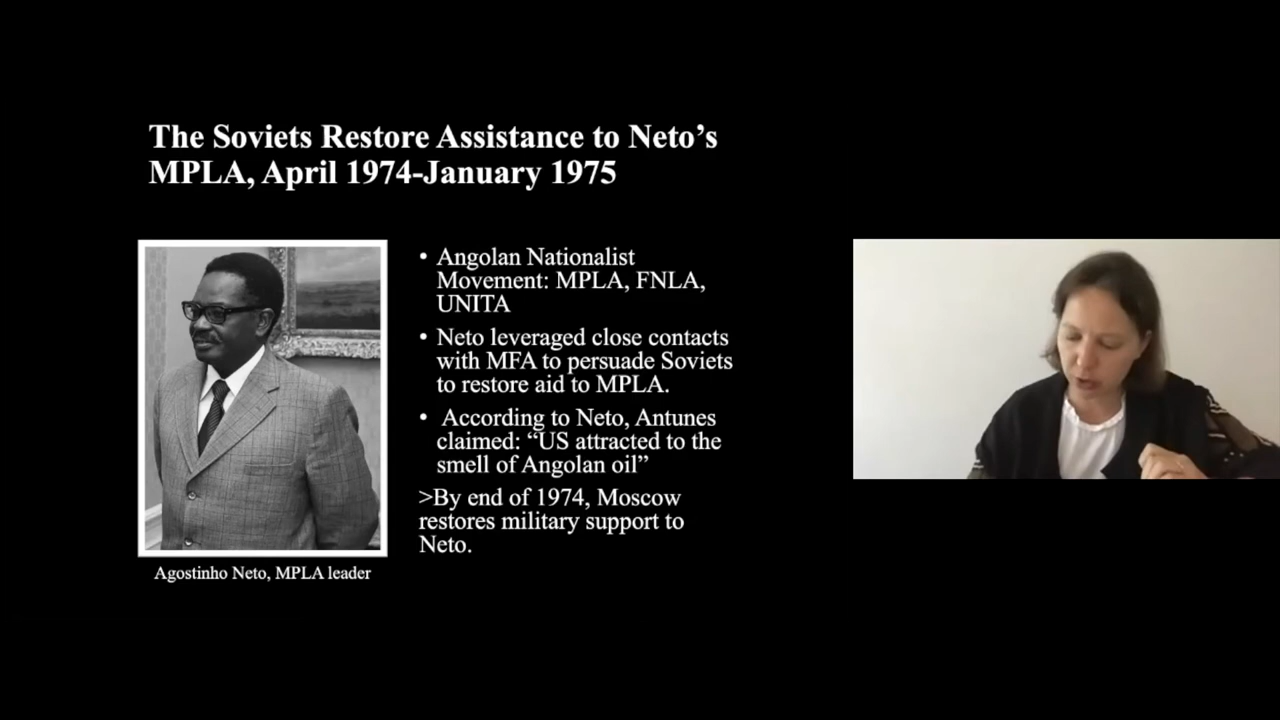 The Soviets Restore Assistance to Neto’s
MPLA, April 1974-January 1975
• Angolan Nationalist
Movement: MPLA, FNLA,
UNITA
• Neto leveraged close contacts
with MFA to persuade Soviets
to restore aid to MPLA.
• According to Neto, Antunes
claimed: “US attracted to the
smell of Angolan oil”
>By end of 1974, Moscow
restores military support to
Neto.
Agostinho Neto, MPLA leader